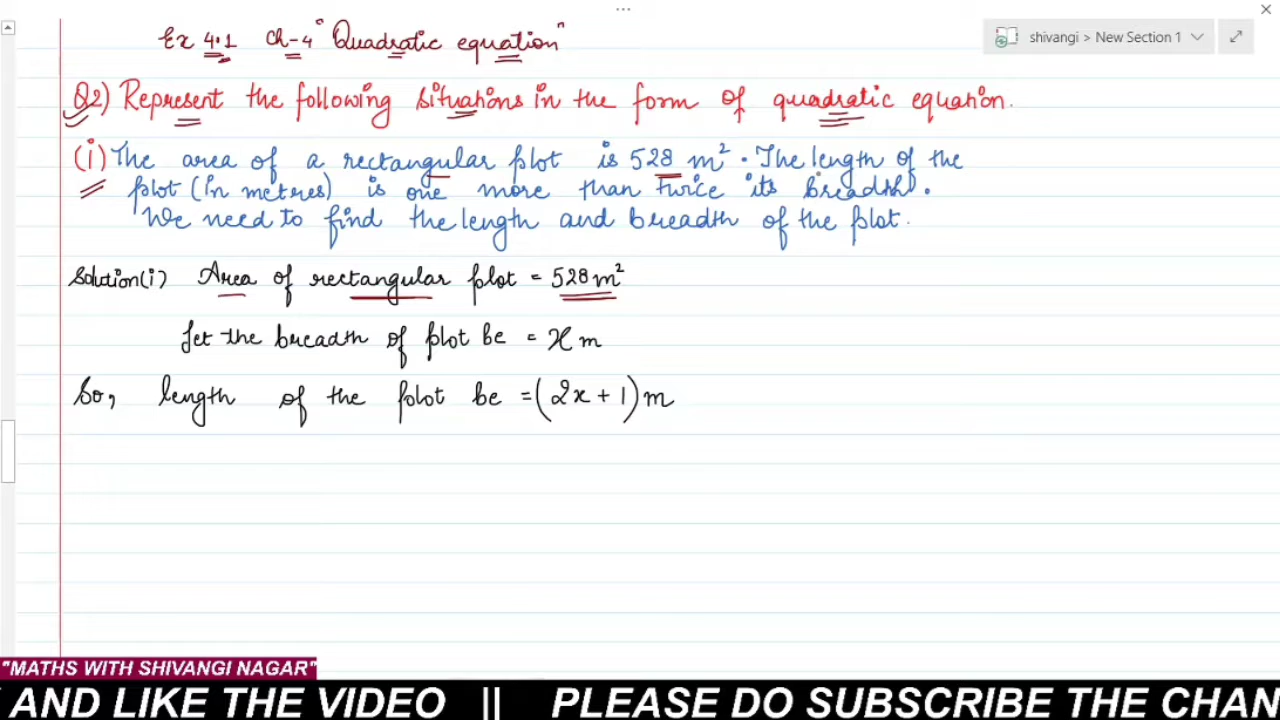 ...
Ex 4.1 Ch-4 "Quadratic equation"
shivangi > New Section 1
Q2) Represent the following situations in the form of quadratic equation.
(i) The area of a rectangular plot is 528 m². The length of the
plot (in metres) is one more than twice its breadth.
We need to find the length and breadth of the plot.
Solution(i) Area of rectangular plot = 528 m²
Let the breadth of plot be = x m
So, length of the plot be = (2x + 1) m
"MATHS WITH SHIVANGI NAGAR"
AND LIKE THE VIDEO || PLEASE DO SUBSCRIBE THE CHAN